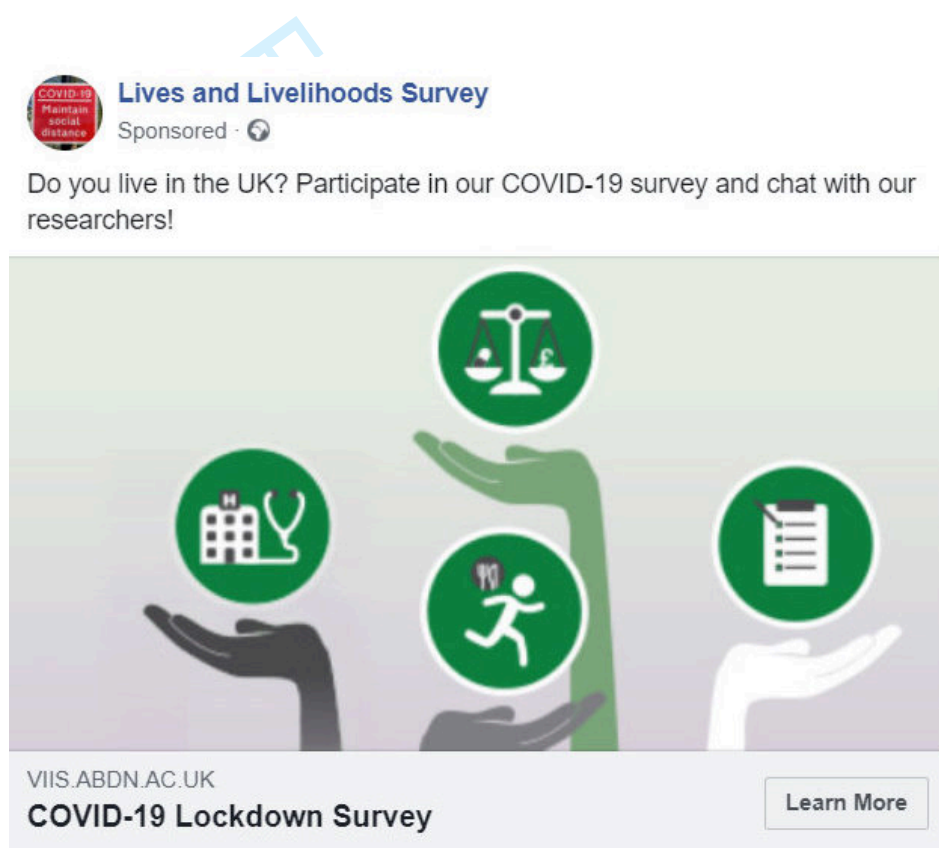 COVID-19
Maintain
social
distance
Lives and Livelihoods Survey
Sponsored ·
Do you live in the UK? Participate in our COVID-19 survey and chat with our
researchers!
£
H
VIIS.ABDN.AC.UK
COVID-19 Lockdown Survey
Learn More